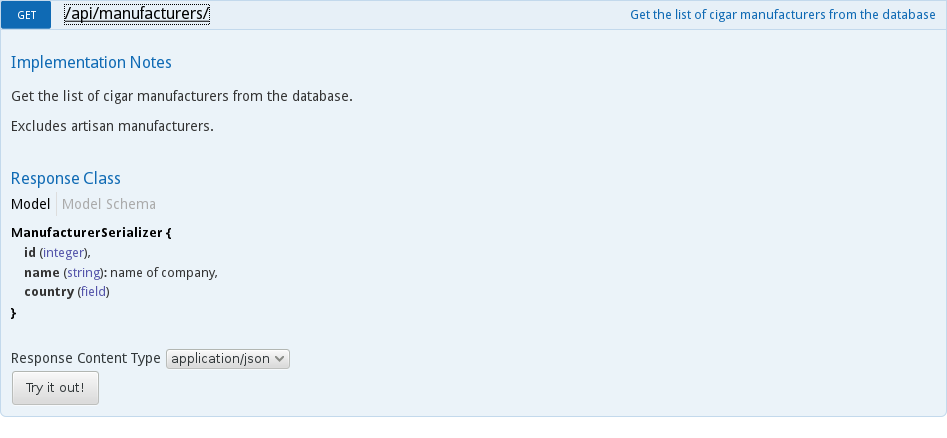 GET /api/manufacturers/ Get the list of cigar manufacturers from the database
Implementation Notes
Get the list of cigar manufacturers from the database.
Excludes artisan manufacturers.
Response Class
Model Model Schema
ManufacturerSerializer {
id (integer),
name (string): name of company,
country (field)
}
Response Content Type application/json
Try it out!